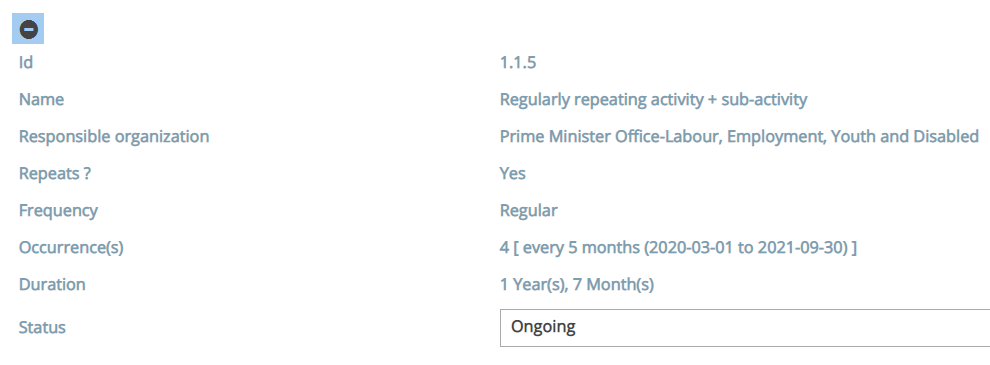 Id 1.1.5
Name Regularly repeating activity + sub-activity
Responsible organization Prime Minister Office-Labour, Employment, Youth and Disabled
Repeats ? Yes
Frequency Regular
Occurrence(s) 4 [ every 5 months (2020-03-01 to 2021-09-30) ]
Duration 1 Year(s), 7 Month(s)
Status Ongoing